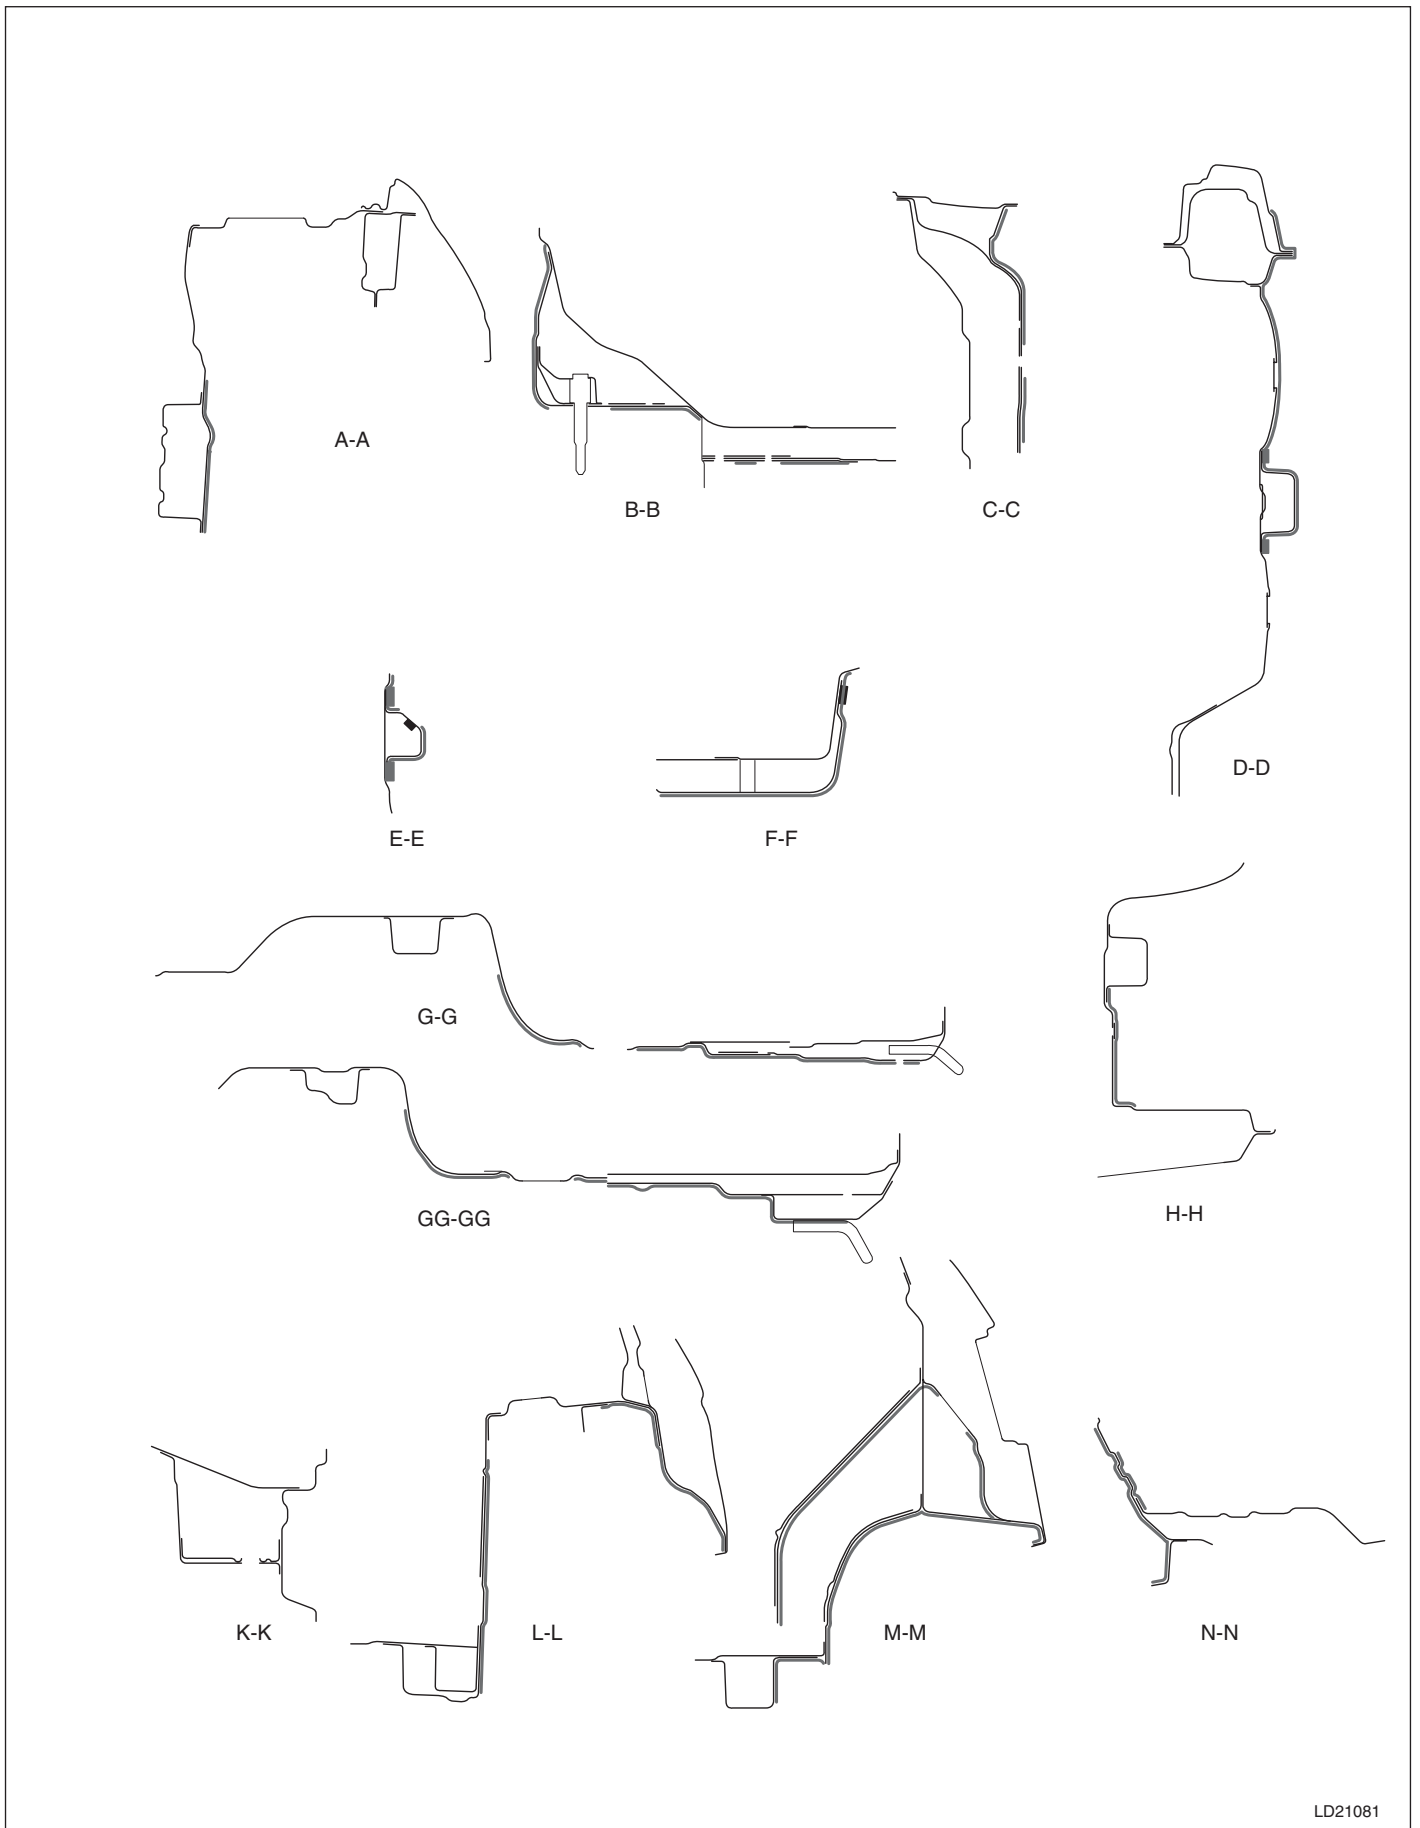 A-A
B-B
C-C
D-D
E-E
F-F
G-G
GG-GG
H-H
K-K
L-L
M-M
N-N
LD21081